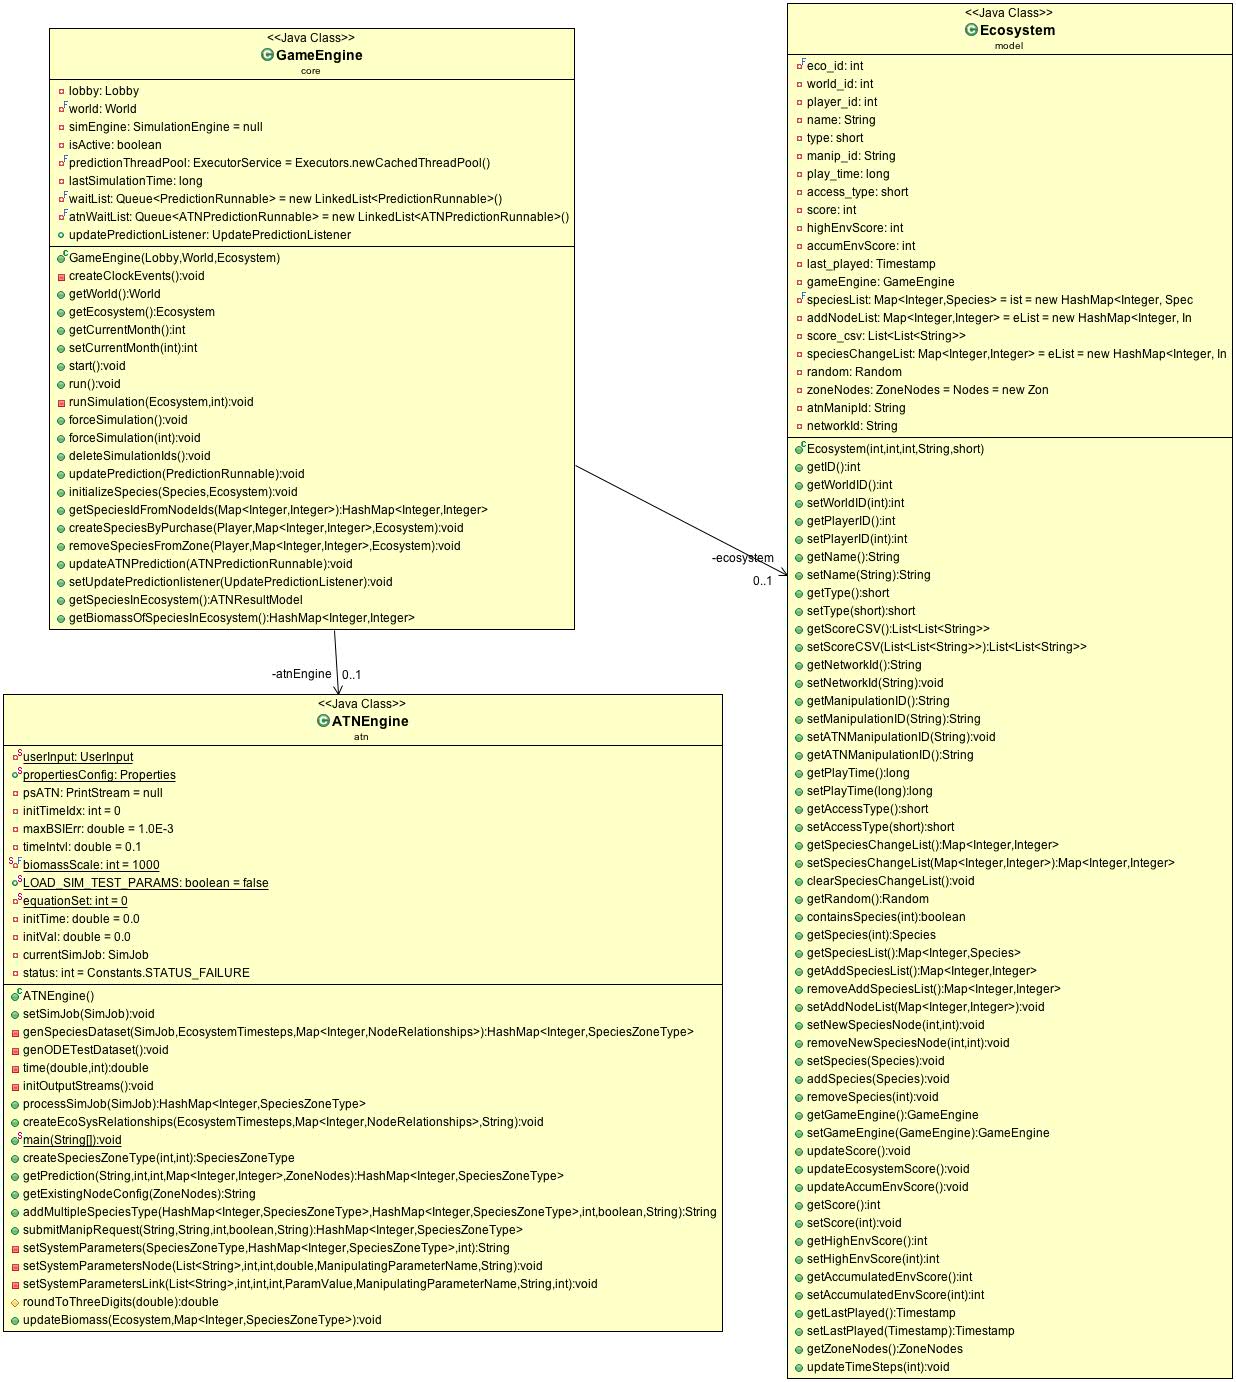 <<Java Class>>
GameEngine
core
lobby: Lobby
world: World
simEngine: SimulationEngine = null
isActive: boolean
predictionThreadPool: ExecutorService = Executors.newCachedThreadPool()
lastSimulationTime: long
waitList: Queue<PredictionRunnable> = new LinkedList<PredictionRunnable>()
atnWaitList: Queue<ATNPredictionRunnable> = new LinkedList<ATNPredictionRunnable>()
updatePredictionListener: UpdatePredictionListener
GameEngine(Lobby,World,Ecosystem)
createClockEvents():void
getWorld():World
getEcosystem():Ecosystem
getCurrentMonth():int
setCurrentMonth(int):int
start():void
run():void
runSimulation(Ecosystem,int):void
forceSimulation():void
forceSimulation(int):void
deleteSimulationIds():void
updatePrediction(PredictionRunnable):void
initializeSpecies(Species,Ecosystem):void
getSpeciesIdFromNodeIds(Map<Integer,Integer>):HashMap<Integer,Integer>
createSpeciesByPurchase(Player,Map<Integer,Integer>,Ecosystem):void
removeSpeciesFromZone(Player,Map<Integer,Integer>,Ecosystem):void
updateATNPrediction(ATNPredictionRunnable):void
setUpdatePredictionlistener(UpdatePredictionListener):void
getSpeciesInEcosystem():ATNResultModel
getBiomassOfSpeciesInEcosystem():HashMap<Integer,Integer>
-ecosystem
0..1
-atnEngine
0..1
<<Java Class>>
ATNEngine
atn
userInput: UserInput
propertiesConfig: Properties
psATN: PrintStream = null
initTimeIdx: int = 0
maxBSIErr: double = 1.0E-3
timeIntvl: double = 0.1
biomassScale: int = 1000
LOAD_SIM_TEST_PARAMS: boolean = false
equationSet: int = 0
initTime: double = 0.0
initVal: double = 0.0
currentSimJob: SimJob
status: int = Constants.STATUS_FAILURE
ATNEngine()
setSimJob(SimJob):void
genSpeciesDataset(SimJob,EcosystemTimesteps,Map<Integer,NodeRelationships>):HashMap<Integer,SpeciesZoneType>
genODETestDataset():void
time(double,int):double
initOutputStreams():void
processSimJob(SimJob):HashMap<Integer,SpeciesZoneType>
createEcoSysRelationships(EcosystemTimesteps,Map<Integer,NodeRelationships>,String):void
main(String[]):void
createSpeciesZoneType(int,int):SpeciesZoneType
getPrediction(String,int,int,Map<Integer,Integer>,ZoneNodes):HashMap<Integer,SpeciesZoneType>
getExistingNodeConfig(ZoneNodes):String
addMultipleSpeciesType(HashMap<Integer,SpeciesZoneType>,HashMap<Integer,SpeciesZoneType>,int,boolean,String):String
submitManipRequest(String,String,int,boolean,String):HashMap<Integer,SpeciesZoneType>
setSystemParameters(SpeciesZoneType,HashMap<Integer,SpeciesZoneType>,int):String
setSystemParametersNode(List<String>,int,int,double,ManipulatingParameterName,String):void
setSystemParametersLink(List<String>,int,int,int,ParamValue,ManipulatingParameterName,String,int):void
roundToThreeDigits(double):double
updateBiomass(Ecosystem,Map<Integer,SpeciesZoneType>):void
<<Java Class>>
Ecosystem
model
eco_id: int
world_id: int
player_id: int
name: String
type: short
manip_id: String
play_time: long
access_type: short
score: int
highEnvScore: int
accumEnvScore: int
last_played: Timestamp
gameEngine: GameEngine
speciesList: Map<Integer,Species> = ist = new HashMap<Integer, Spec
addNodeList: Map<Integer,Integer> = eList = new HashMap<Integer, In
score_csv: List<List<String>>
speciesChangeList: Map<Integer,Integer> = eList = new HashMap<Integer, In
random: Random
zoneNodes: ZoneNodes = Nodes = new Zon
atnManipId: String
networkId: String
Ecosystem(int,int,int,String,short)
getID():int
getWorldID():int
setWorldID(int):int
getPlayerID():int
setPlayerID(int):int
getName():String
setName(String):String
getType():short
setType(short):short
getScoreCSV():List<List<String>>
setScoreCSV(List<List<String>>):List<List<String>>
getNetworkId():String
setNetworkId(String):void
getManipulationID():String
setManipulationID(String):String
setATNManipulationID(String):void
getATNManipulationID():String
getPlayTime():long
setPlayTime(long):long
getAccessType():short
setAccessType(short):short
getSpeciesChangeList():Map<Integer,Integer>
setSpeciesChangeList(Map<Integer,Integer>):Map<Integer,Integer>
clearSpeciesChangeList():void
getRandom():Random
containsSpecies(int):boolean
getSpecies(int):Species
getSpeciesList():Map<Integer,Species>
getAddSpeciesList():Map<Integer,Integer>
removeAddSpeciesList():Map<Integer,Integer>
setAddNodeList(Map<Integer,Integer>):void
setNewSpeciesNode(int,int):void
removeNewSpeciesNode(int,int):void
setSpecies(Species):void
addSpecies(Species):void
removeSpecies(int):void
getGameEngine():GameEngine
setGameEngine(GameEngine):GameEngine
updateScore():void
updateEcosystemScore():void
updateAccumEnvScore():void
getScore():int
setScore(int):void
getHighEnvScore():int
setHighEnvScore(int):int
getAccumulatedEnvScore():int
setAccumulatedEnvScore(int):int
getLastPlayed():Timestamp
setLastPlayed(Timestamp):Timestamp
getZoneNodes():ZoneNodes
updateTimeSteps(int):void